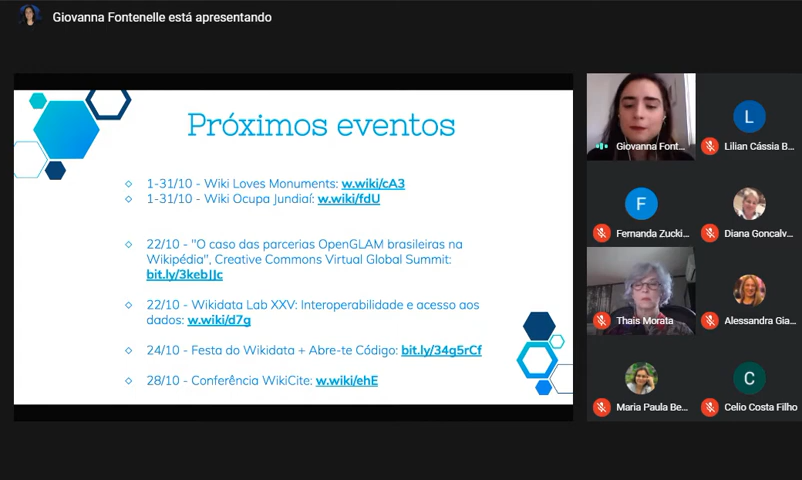 Giovanna Fontenelle está apresentando
Próximos eventos
1-31/10 - Wiki Loves Monuments: w.wiki/cA3
1-31/10 - Wiki Ocupa Jundiaí: w.wiki/fdU
22/10 - "O caso das parcerias OpenGLAM brasileiras na
Wikipédia", Creative Commons Virtual Global Summit:
bit.ly/3kebJJc
22/10 - Wikidata Lab XXV: Interoperabilidade e acesso aos
dados: w.wiki/d7g
24/10 - Festa do Wikidata + Abre-te Código: bit.ly/34g5rCf
28/10 - Conferência WikiCite: w.wiki/ehE
Giovanna Font...
L
Lilian Cássia B...
F
Fernanda Zucki...
Diana Goncalv...
Thais Morata
Alessandra Gia...
Maria Paula Be...
C
Celio Costa Filho